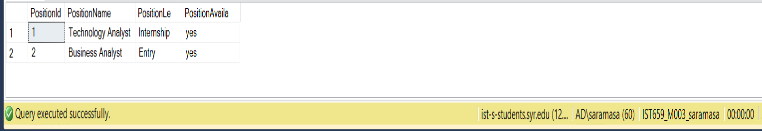 PositionId PositionName PositionLe PositionAvaila
1 1 Technology Analyst Internship yes
2 2 Business Analyst Entry yes
Query executed successfully. ist-s-students.syr.edu (12... AD\saramasa (60) IST659_M003_saramasa 00:00:00